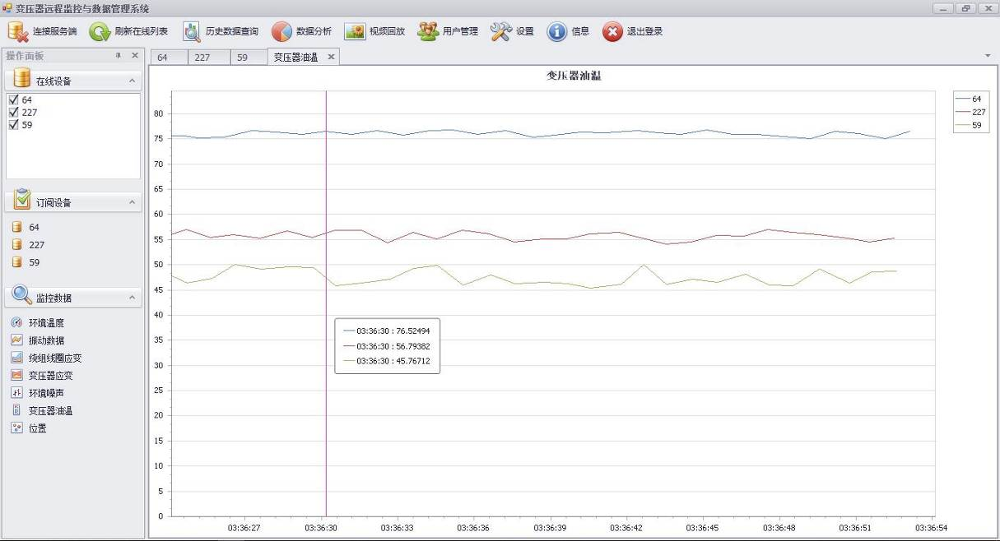 变压器远程监控与数据管理系统
连接服务端 刷新在线列表 历史数据查询 数据分析 视频回放 用户管理 设置 信息 退出登录
操作面板
在线设备
64
227
59
订阅设备
64
227
59
监控数据
环境温度
振动数据
绕组线圈应变
变压器应变
环境噪声
变压器油温
位置
64 227 59 变压器油温
变压器油温
80
75
70
65
60
55
50
45
40
35
30
25
20
15
10
5
0
03:36:30 : 76.52494
03:36:30 : 56.79382
03:36:30 : 45.76712
03:36:27 03:36:30 03:36:33 03:36:36 03:36:39 03:36:42 03:36:45 03:36:48 03:36:51 03:36:54
64
227
59